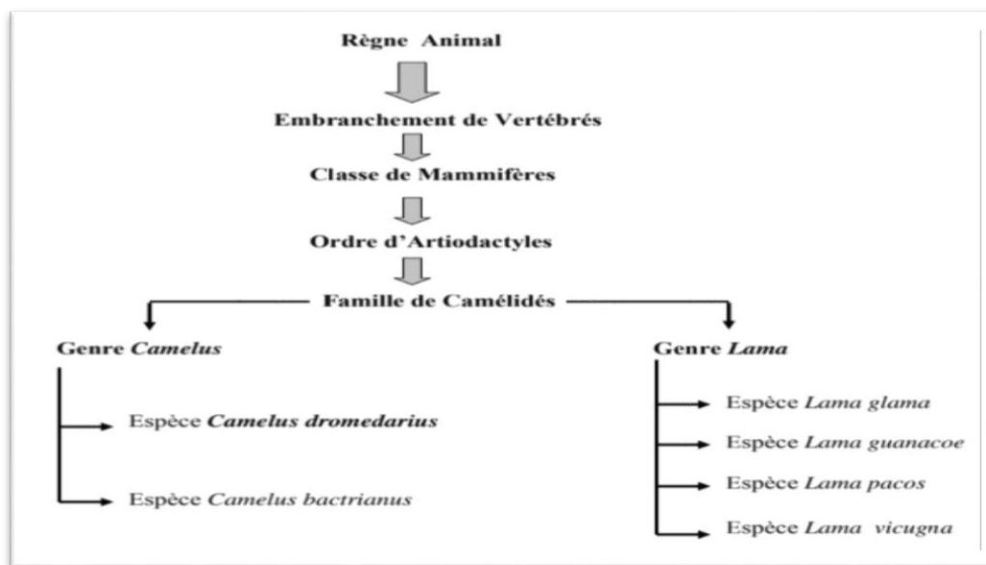 Règne Animal
Embranchement de Vertébrés
Classe de Mammifères
Ordre d'Artiodactyles
Famille de Camélidés
Genre Camelus
Espèce Camelus dromedarius
Espèce Camelus bactrianus
Genre Lama
Espèce Lama glama
Espèce Lama guanacoe
Espèce Lama pacos
Espèce Lama vicugna